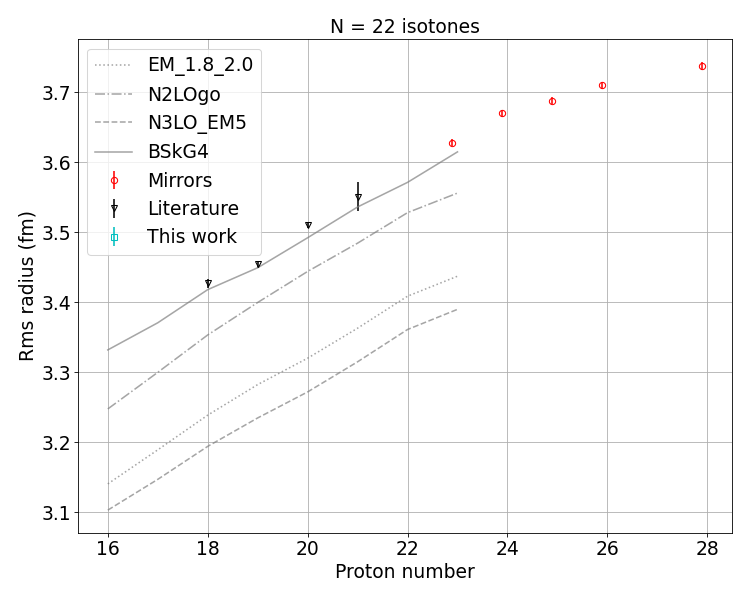 N = 22 isotones
EM_1.8_2.0
N2LOgo
N3LO_EM5
BSkG4
Mirrors
Literature
This work
3.7
3.6
3.5
3.4
3.3
3.2
3.1
Rms radius (fm)
16 18 20 22 24 26 28
Proton number